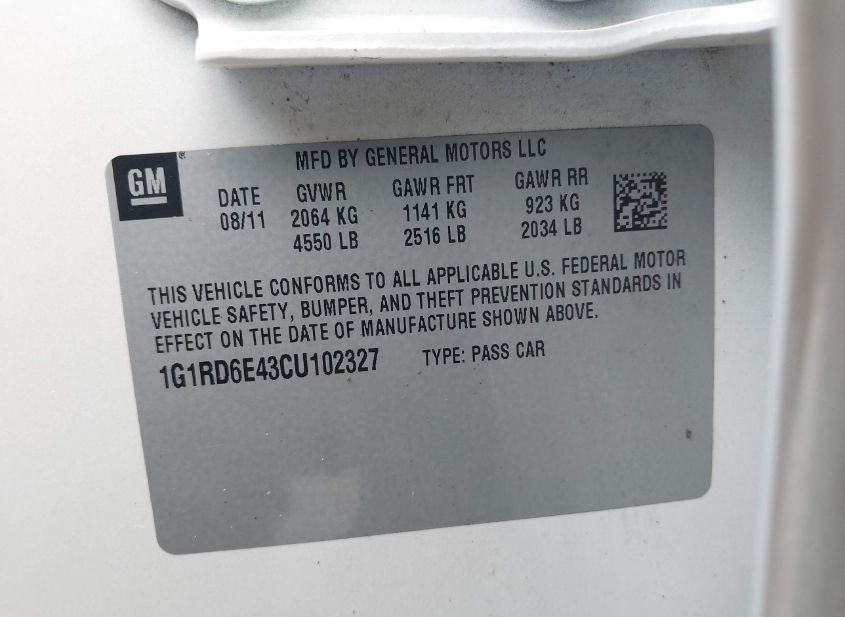 GM
MFD BY GENERAL MOTORS LLC
DATE GVWR GAWR FRT GAWR RR
08/11 2064 KG 1141 KG 923 KG
4550 LB 2516 LB 2034 LB
THIS VEHICLE CONFORMS TO ALL APPLICABLE U.S. FEDERAL MOTOR
VEHICLE SAFETY, BUMPER, AND THEFT PREVENTION STANDARDS IN
EFFECT ON THE DATE OF MANUFACTURE SHOWN ABOVE.
1G1RD6E43CU102327 TYPE: PASS CAR